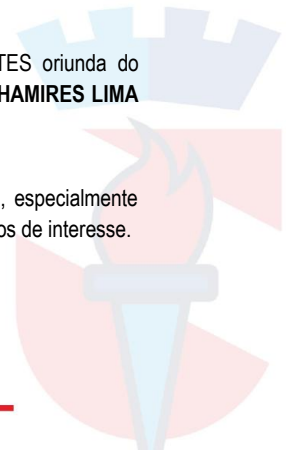 TES oriunda do
HAMIRES LIMA
, especialmente
os de interesse.